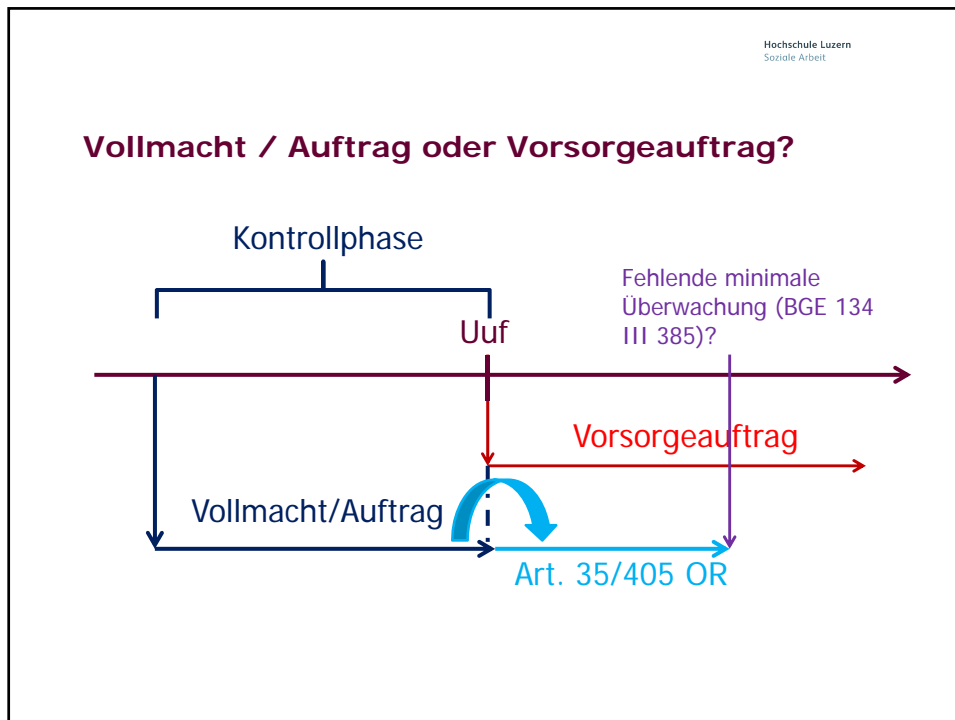 Hochschule Luzern
Soziale Arbeit
Vollmacht / Auftrag oder Vorsorgeauftrag?
Kontrollphase
Fehlende minimale
Überwachung (BGE 134
III 385)?
Uuf
Vorsorgeauftrag
Vollmacht/Auftrag
Art. 35/405 OR